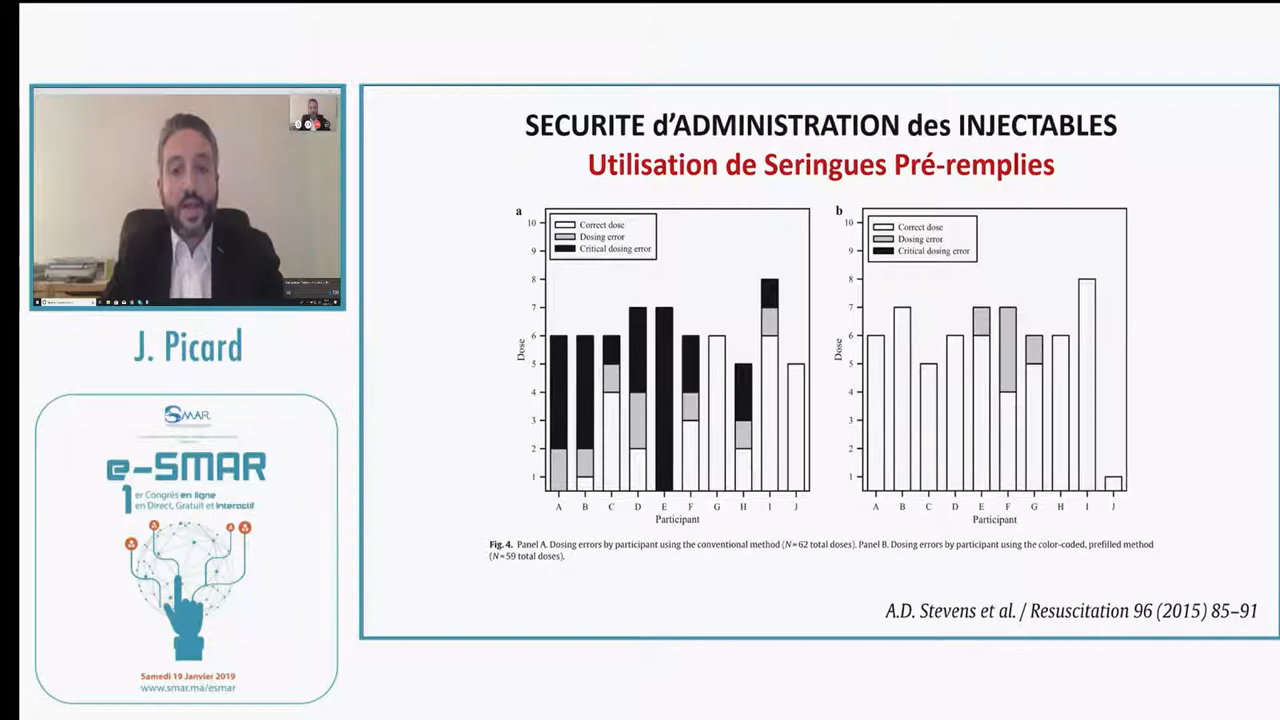 SECURITE d'ADMINISTRATION des INJECTABLES
Utilisation de Seringues Pré-remplies
a
Correct dose
Dosing error
Critical dosing error
10
9
8
7
6
5
4
3
2
1
Dose
A B C D E F G H I J
Participant
b
Correct dose
Dosing error
Critical dosing error
10
9
8
7
6
5
4
3
2
1
Dose
A B C D E F G H I J
Participant
Fig. 4. Panel A. Dosing errors by participant using the conventional method (N=62 total doses). Panel B. Dosing errors by participant using the color-coded, prefilled method
(N=59 total doses).
A.D. Stevens et al. / Resuscitation 96 (2015) 85–91
J. Picard
SMAR
e-SMAR
1er Congrès en ligne
en Direct, Gratuit et Interactif
Samedi 19 Janvier 2019
www.smar.ma/esmar